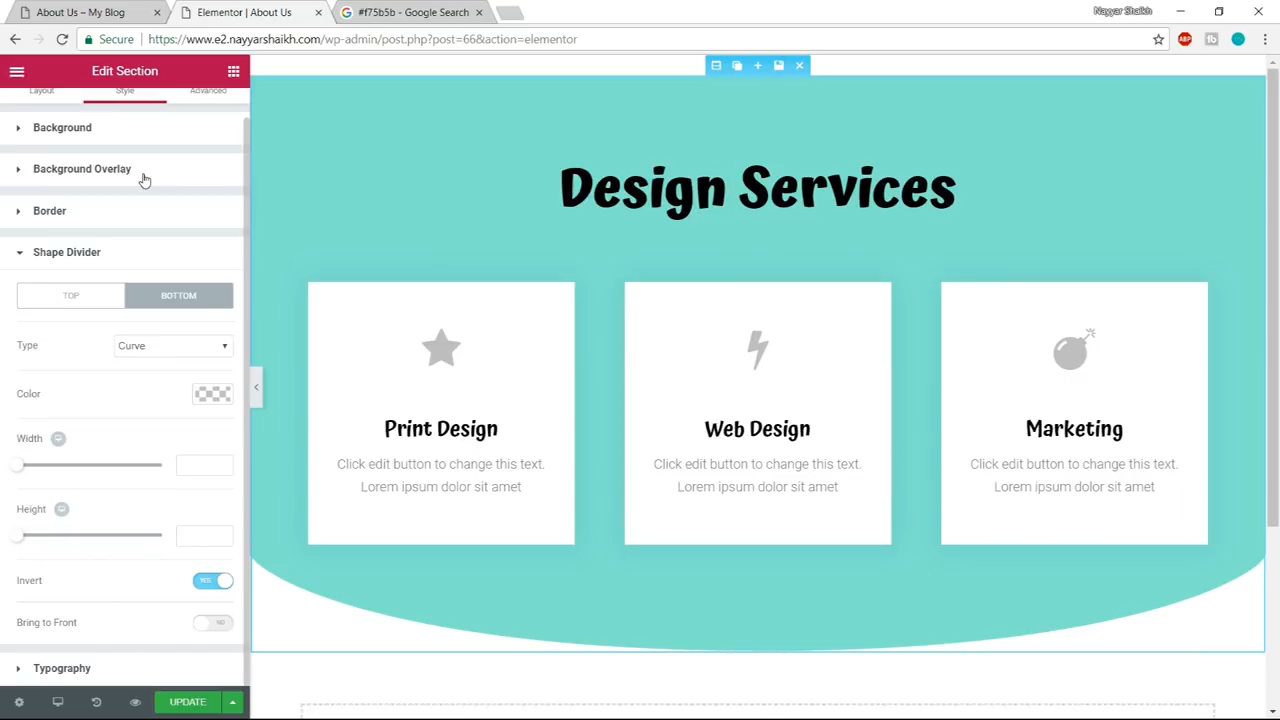 About Us – My Blog
Elementor | About Us
#f75b5b - Google Search
Nayyar Shaikh
Secure
https://www.e2.nayyarshaikh.com/wp-admin/post.php?post=66&action=elementor
ABP
fb
Edit Section
Layout
Style
Advanced
Background
Background Overlay
Border
Shape Divider
TOP
BOTTOM
Type
Curve
Color
Width
Height
Invert
YES
Bring to Front
NO
Typography
UPDATE
Design Services
Print Design
Click edit button to change this text.
Lorem ipsum dolor sit amet
Web Design
Click edit button to change this text.
Lorem ipsum dolor sit amet
Marketing
Click edit button to change this text.
Lorem ipsum dolor sit amet